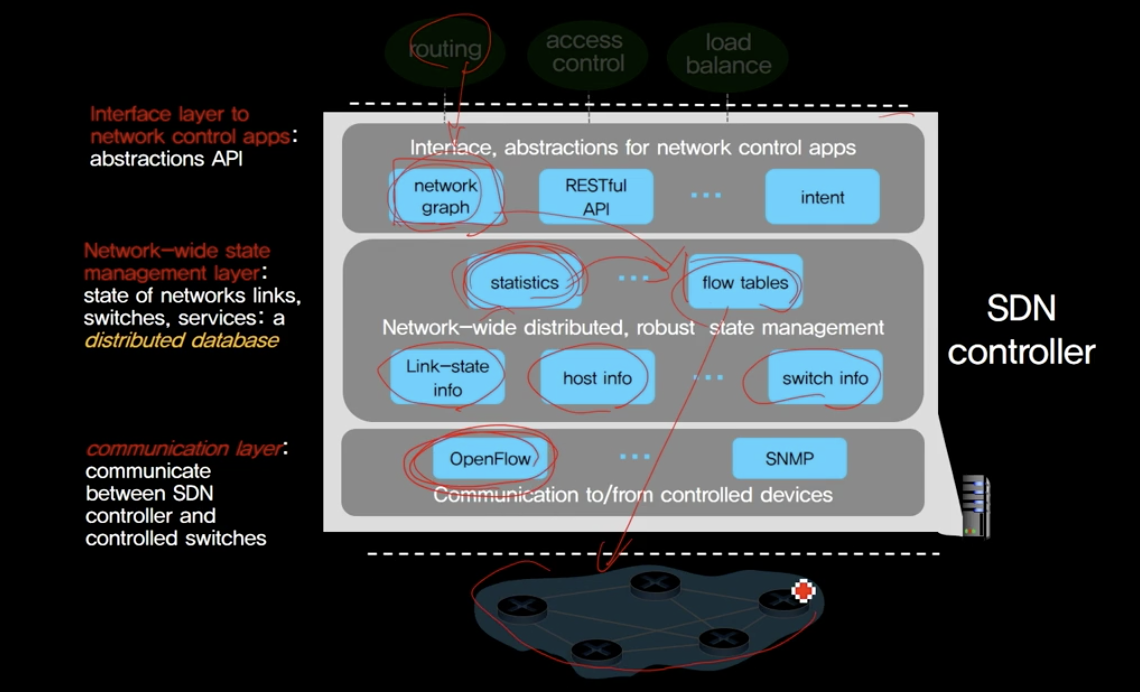 routing
access
control
load
balance
Interface layer to
network control apps:
abstractions API
Interlace, abstractions for network control apps
network
graph
RESTful
API
...
intent
Network-wide state
management layer:
state of networks links,
switches, services: a
distributed database
statistics
...
flow tables
Network-wide distributed, robust state management
Link-state
info
host info
...
switch info
SDN
controller
communication layer:
communicate
between SDN
controller and
controlled switches
OpenFlow
...
SNMP
Communication to/from controlled devices